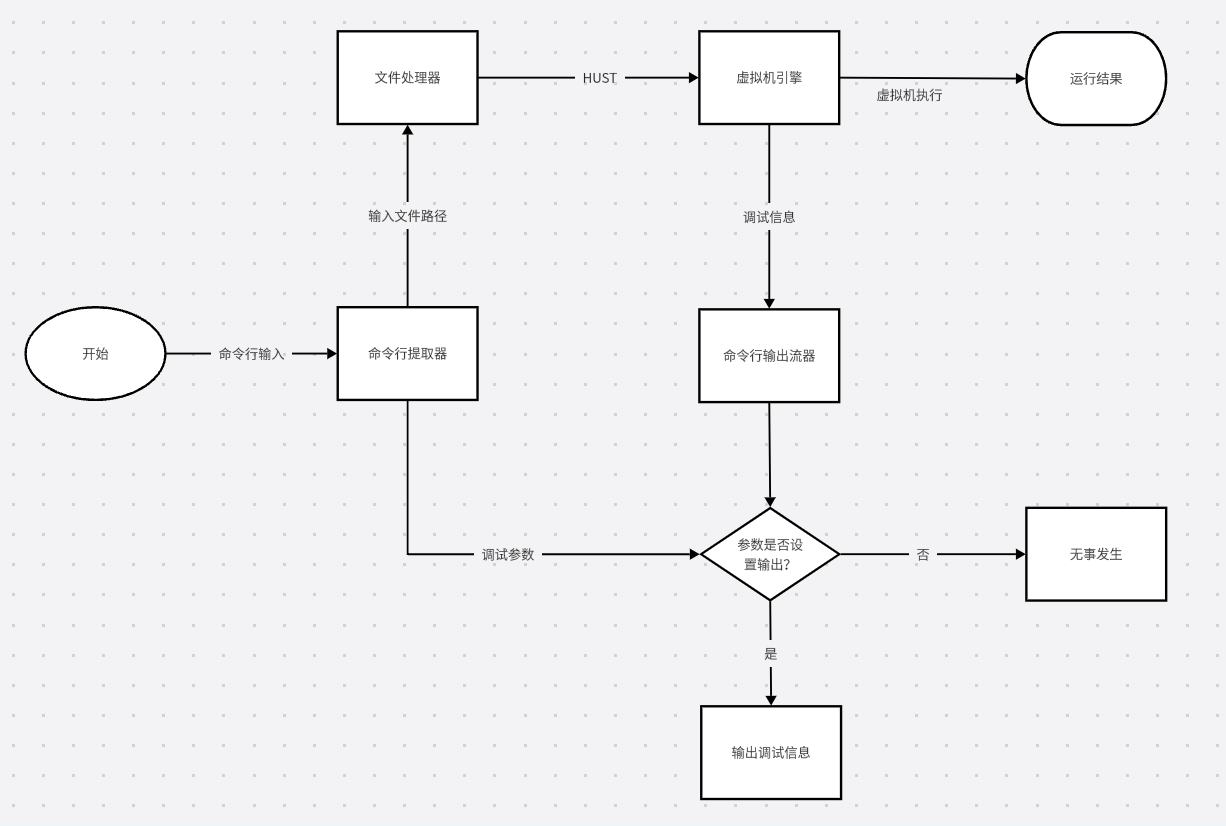 文件处理器
HUST
虚拟机引擎
虚拟机执行
运行结果
输入文件路径
调试信息
开始
命令行输入
命令行提取器
命令行输出流器
调试参数
参数是否设
置输出?
否
无事发生
是
输出调试信息